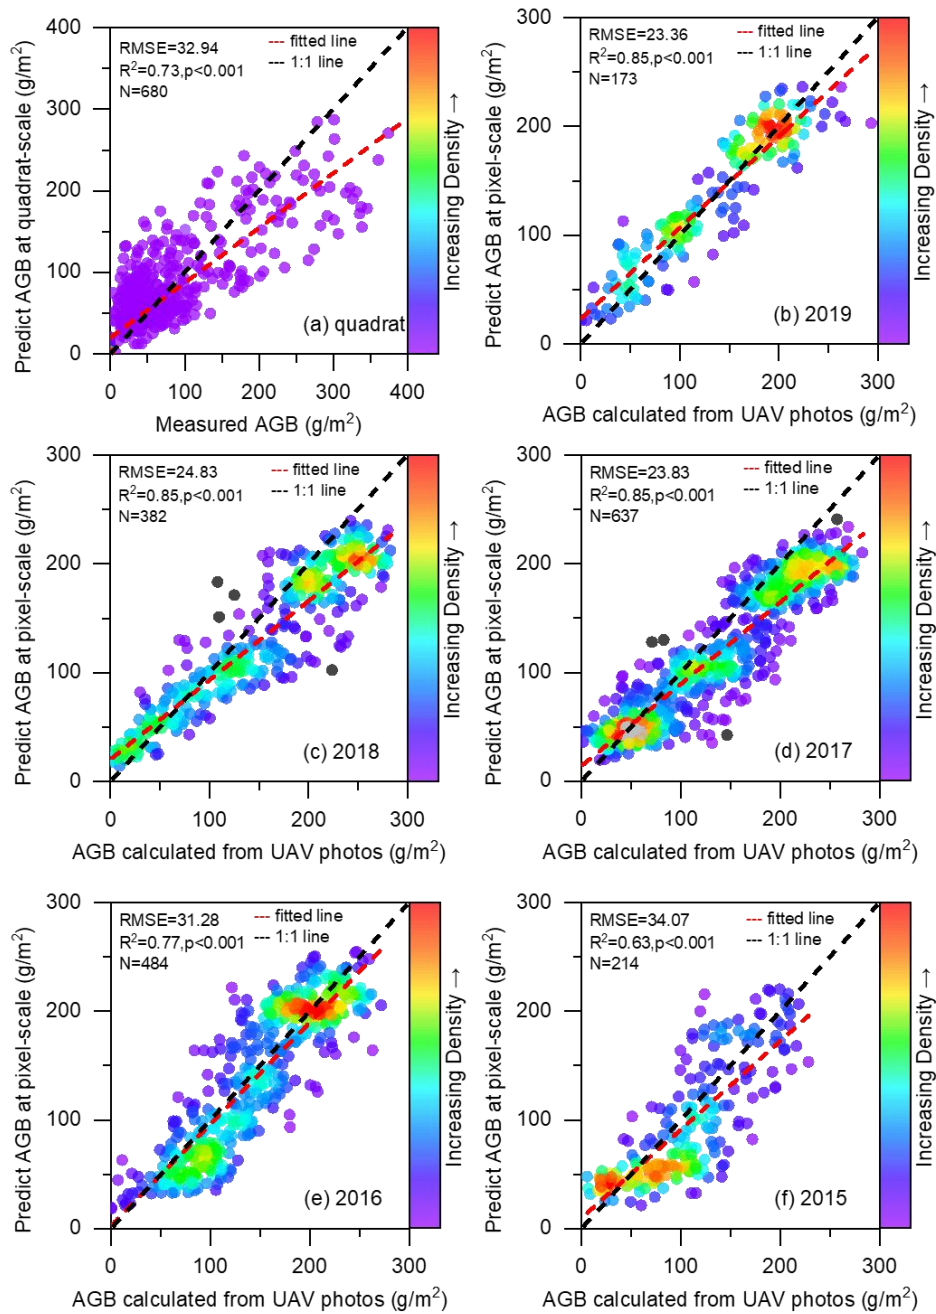 Predict AGB at quadrat-scale (g/m²)
400
300
200
100
0
RMSE=32.94
R²=0.73,p<0.001
N=680
fitted line
1:1 line
(a) quadrat
Increasing Density →
0 100 200 300 400
Measured AGB (g/m²)
Predict AGB at pixel-scale (g/m²)
300
200
100
0
RMSE=23.36
R²=0.85,p<0.001
N=173
fitted line
1:1 line
(b) 2019
Increasing Density →
0 100 200 300
AGB calculated from UAV photos (g/m²)
Predict AGB at pixel-scale (g/m²)
300
200
100
0
RMSE=24.83
R²=0.85,p<0.001
N=382
fitted line
1:1 line
(c) 2018
Increasing Density →
0 100 200 300
AGB calculated from UAV photos (g/m²)
Predict AGB at pixel-scale (g/m²)
300
200
100
0
RMSE=23.83
R²=0.85,p<0.001
N=637
fitted line
1:1 line
(d) 2017
Increasing Density →
0 100 200 300
AGB calculated from UAV photos (g/m²)
Predict AGB at pixel-scale (g/m²)
300
200
100
0
RMSE=31.28
R²=0.77,p<0.001
N=484
fitted line
1:1 line
(e) 2016
Increasing Density →
0 100 200 300
AGB calculated from UAV photos (g/m²)
Predict AGB at pixel-scale (g/m²)
300
200
100
0
RMSE=34.07
R²=0.63,p<0.001
N=214
fitted line
1:1 line
(f) 2015
Increasing Density →
0 100 200 300
AGB calculated from UAV photos (g/m²)